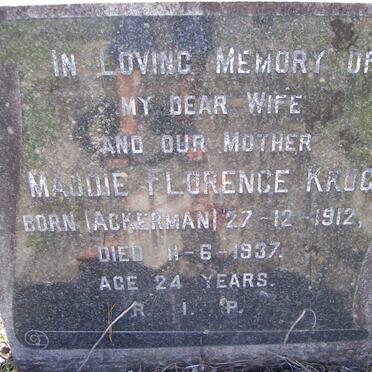 IN LOVING MEMORY OF
MY DEAR WIFE
AND OUR MOTHER
MAUDIE FLORENCE KROG
BORN (ACKERMAN) 27-12-1912,
DIED 11-6-1937.
AGE 24 YEARS.
R. I. P.